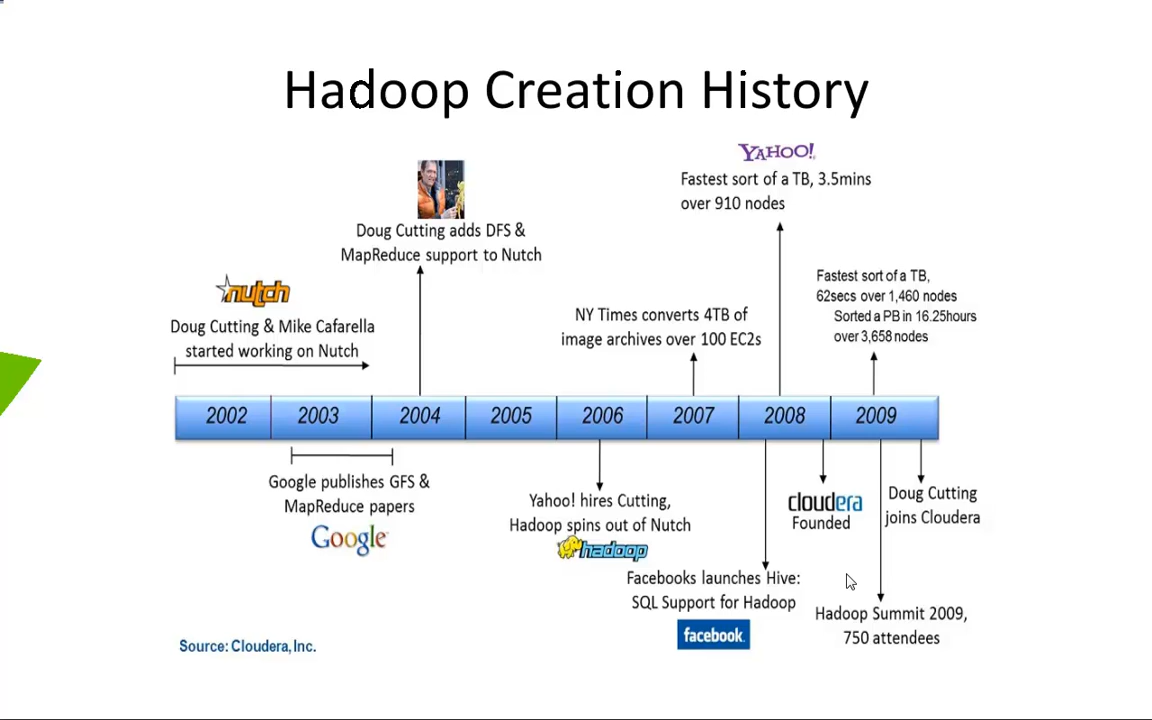 Hadoop Creation History
YAHOO!
Fastest sort of a TB, 3.5mins
over 910 nodes
Doug Cutting adds DFS &
MapReduce support to Nutch
nutch
Doug Cutting & Mike Cafarella
started working on Nutch
NY Times converts 4TB of
image archives over 100 EC2s
Fastest sort of a TB,
62secs over 1,460 nodes
Sorted a PB in 16.25hours
over 3,658 nodes
2002 2003 2004 2005 2006 2007 2008 2009
Google publishes GFS &
MapReduce papers
Google
Yahoo! hires Cutting,
Hadoop spins out of Nutch
hadoop
Facebooks launches Hive:
SQL Support for Hadoop
facebook.
cloudera
Founded
Doug Cutting
joins Cloudera
Hadoop Summit 2009,
750 attendees
Source: Cloudera, Inc.